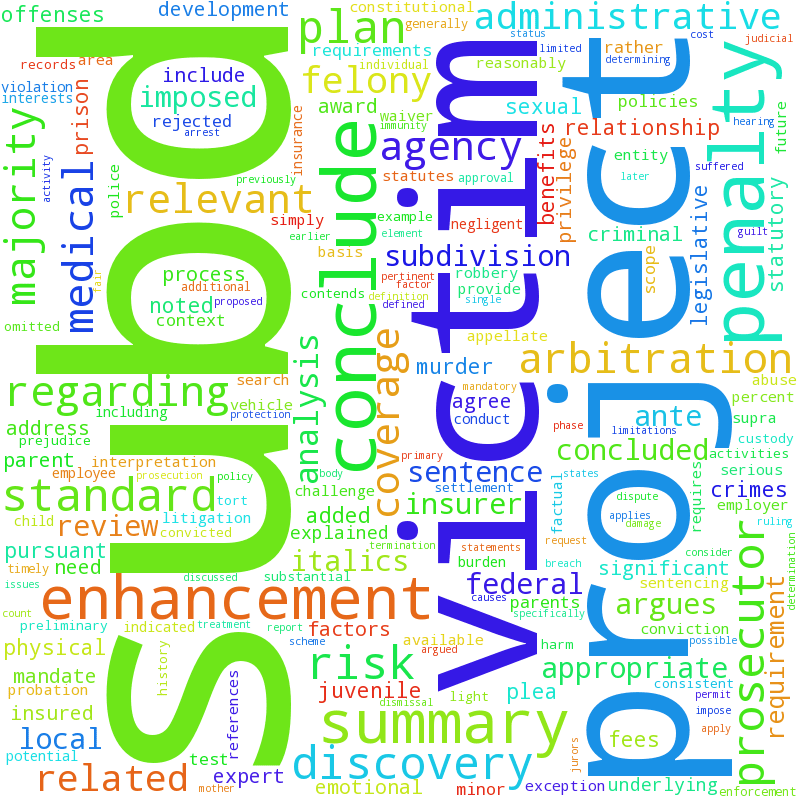 offenses
development
constitutional
generally
plan
administrative
status
cost
judicial
records
area
requirements
individual
limited
rather
determining
reasonably
violation
interests
include
imposed
rejected
arrest
prison
felony
award
waiver
immunity
sexual
policies
penalty
hearing
future
majority
activity
medical
police
previously
insurance
relevant
conclude
agency
statutes
approval
benefits
privilege
relationship
entity
later
suffered
legislative
guilt
statutory
simply
earlier
example
element
negligent
criminal
scope
subdivision
basis
process
additional
proposed
noted
context
fair
omitted
contends
pertinent
factor
definition
defined
robbery
provide
single
Subpd
victim
project
analysis
coverage
appellate
murder
arbitration
abuse
percent
regarding
search
including
vehicle
protection
mandatory
agree
conduct
ante
supra
address
prejudice
parent
interpretation
employee
prosecution
policy
body
primary
phase
limitations
concluded
custody
activities
serious
standard
tort
challenge
sentence
settlement
states
factual
requires
crimes
employer
child
review
litigation
convicted
added
explained
insurer
dispute
applies
damage
ruling
pursuant
timely
need
issues
discussed
substantial
italics
termination
statements
burden
request
breach
consider
determination
significant
sentencing
enhancement
federal
causes
parents
specifically
argues
prosecutor
requirement
count
preliminary
indicated
treatment
report
scheme
factors
available
argued
harm
conviction
possible
physical
history
mandate
probation
risk
juvenile
light
dismissal
plea
appropriate
consistent
permit
impose
apply
insured
local
references
summary
fees
jurors
potential
test
related
mother
expert
discovery
emotional
minor
exception
underlying
enforcement